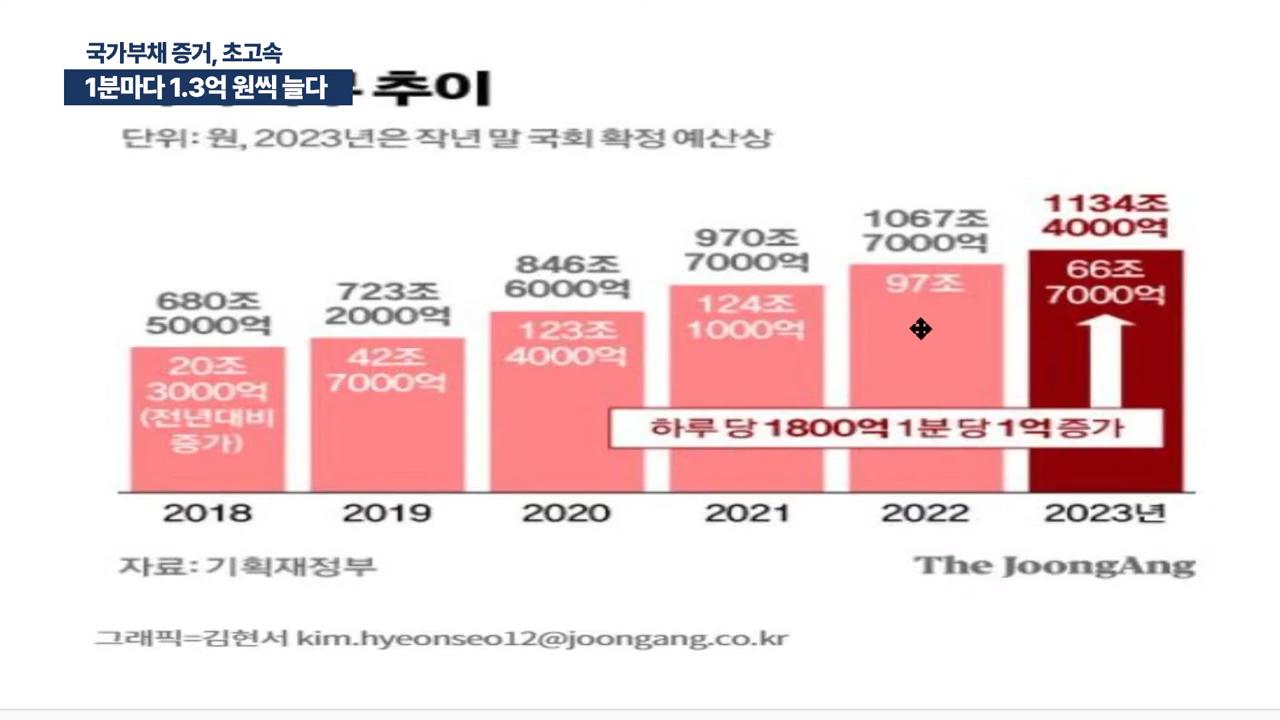 국가부채 증거, 초고속
1분마다 1.3억 원씩 늘다
추이
단위: 원, 2023년은 작년 말 국회 확정 예산상
680조
5000억
723조
2000억
846조
6000억
970조
7000억
1067조
7000억
1134조
4000억
20조
3000억
(전년대비
증가)
42조
7000억
123조
4000억
124조
1000억
97조
66조
7000억
하루 당 1800억 1분 당 1억 증가
2018
2019
2020
2021
2022
2023년
자료: 기획재정부
The JoongAng
그래픽=김현서 kim.hyeonseo12@joongang.co.kr